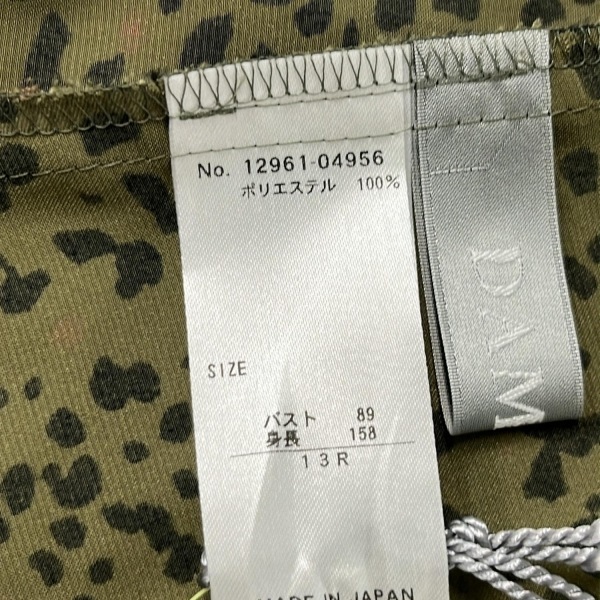 No. 12961-04956
ポリエステル 100%
SIZE
バスト 89
身長 158
13R
MADE IN JAPAN
DAM